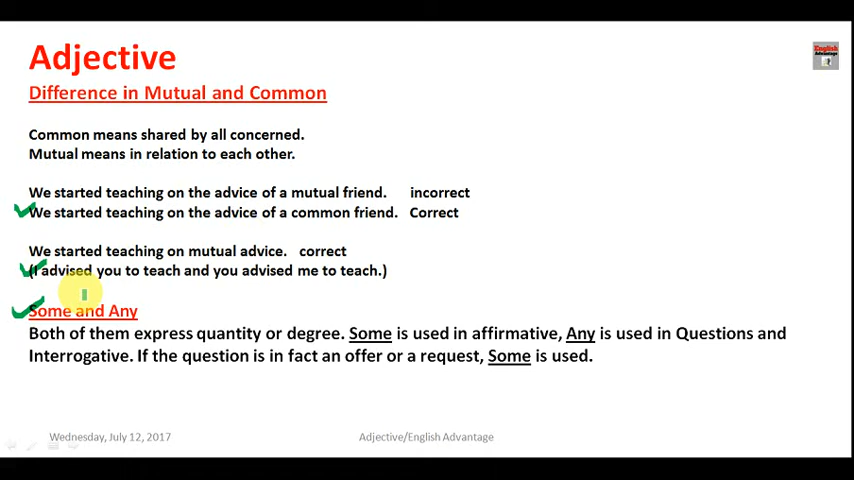 Adjective
English
Advantage
Difference in Mutual and Common
Common means shared by all concerned.
Mutual means in relation to each other.
We started teaching on the advice of a mutual friend. incorrect
We started teaching on the advice of a common friend. Correct
We started teaching on mutual advice. correct
(I advised you to teach and you advised me to teach.)
Some and Any
Both of them express quantity or degree. Some is used in affirmative, Any is used in Questions and
Interrogative. If the question is in fact an offer or a request, Some is used.
Wednesday, July 12, 2017 Adjective/English Advantage